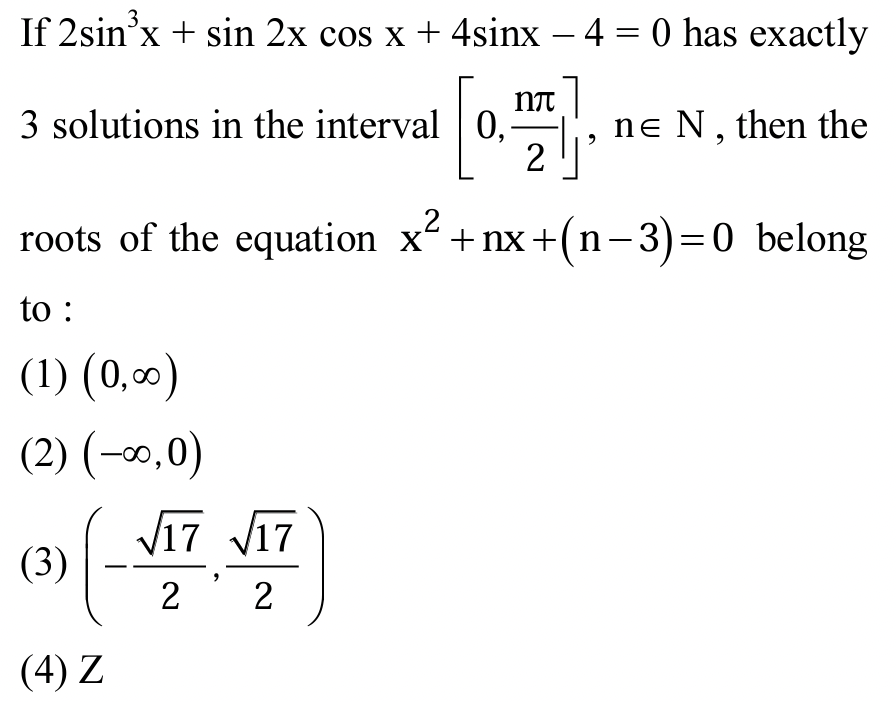 If 2sin³x + sin 2x cos x + 4sinx – 4 = 0 has exactly
3 solutions in the interval [0, nπ/2], n∈ N , then the
roots of the equation x² + nx + (n – 3) = 0 belong
to :
(1) (0,∞)
(2) (–∞,0)
(3) (–√17/2, √17/2)
(4) Z